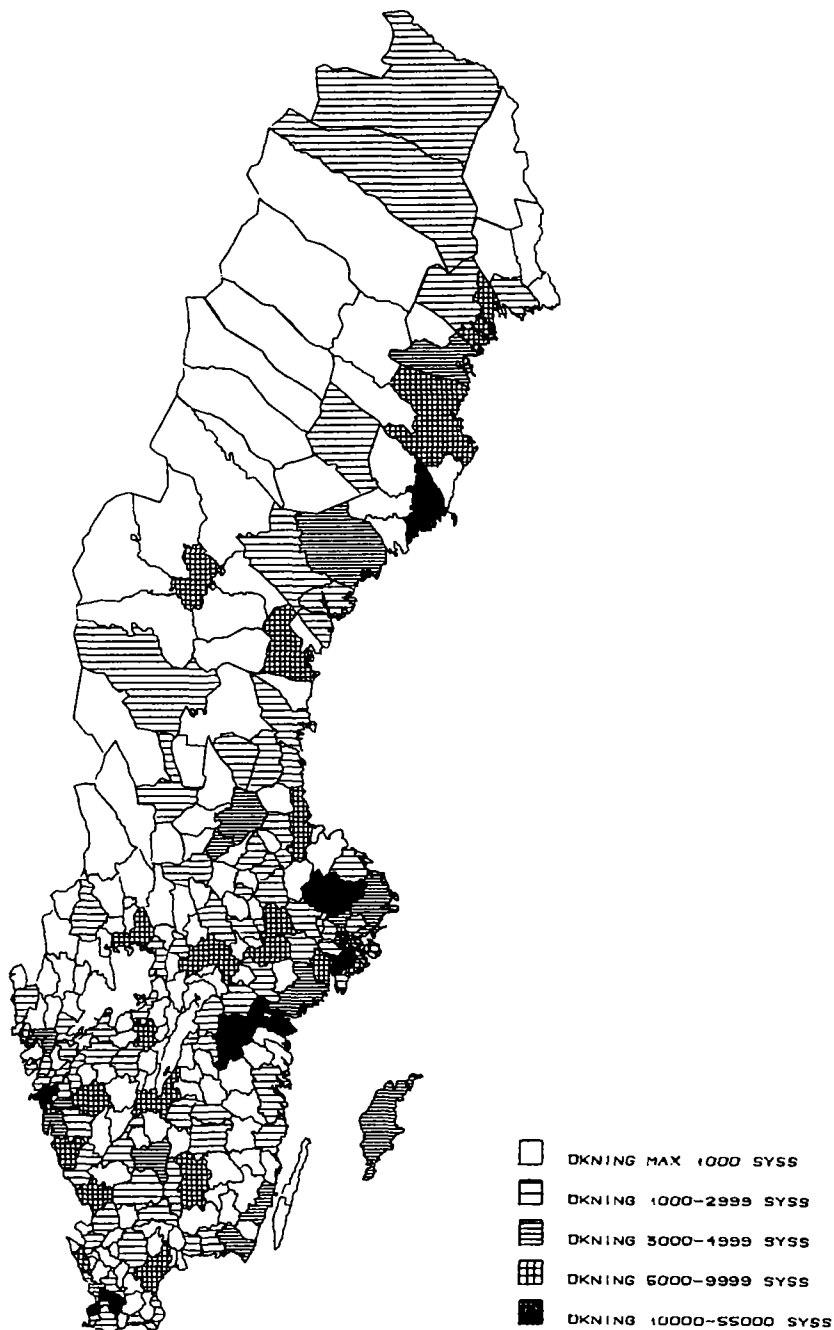 ÖKNING MAX 1000 SYSS
ÖKNING 1000-2999 SYSS
ÖKNING 3000-4999 SYSS
ÖKNING 5000-9999 SYSS
ÖKNING 10000-55000 SYSS